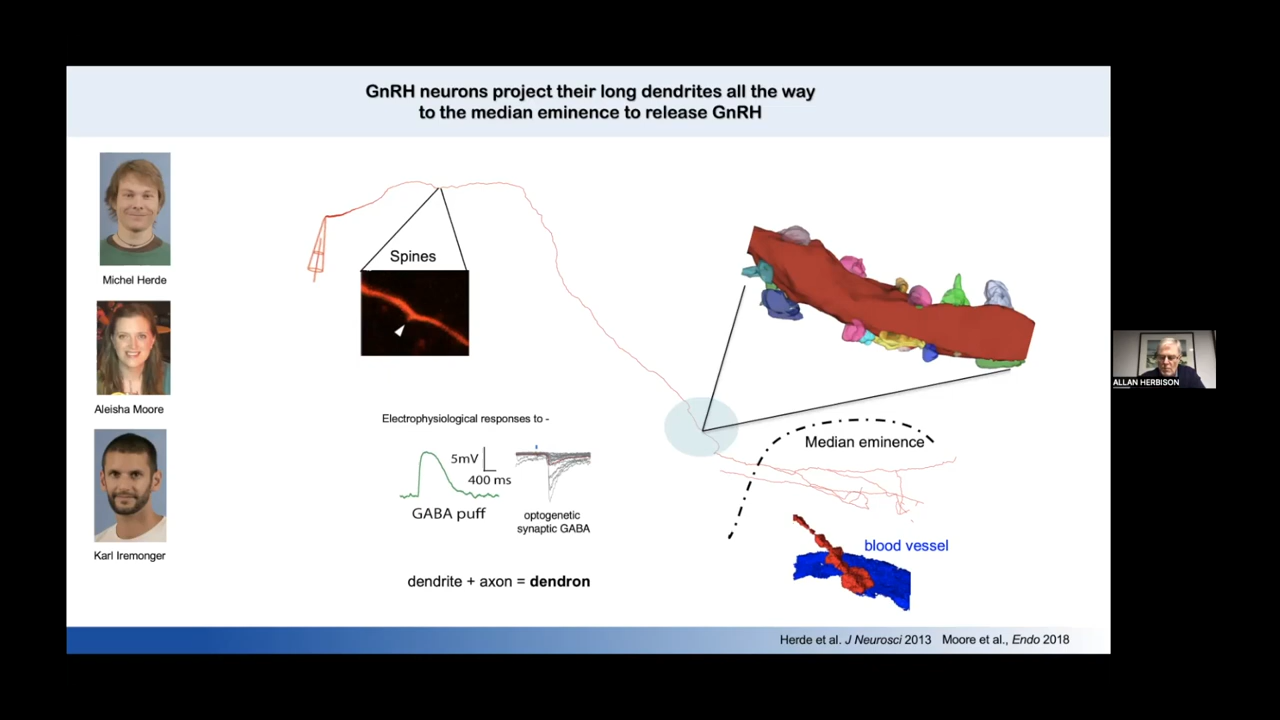 GnRH neurons project their long dendrites all the way
to the median eminence to release GnRH
Michel Herde
Aleisha Moore
Karl Iremonger
Spines
Electrophysiological responses to -
5mV
400 ms
GABA puff
optogenetic
synaptic GABA
dendrite + axon = dendron
Median eminence
blood vessel
Herde et al. J Neurosci 2013 Moore et al., Endo 2018
ALLAN HERBISON